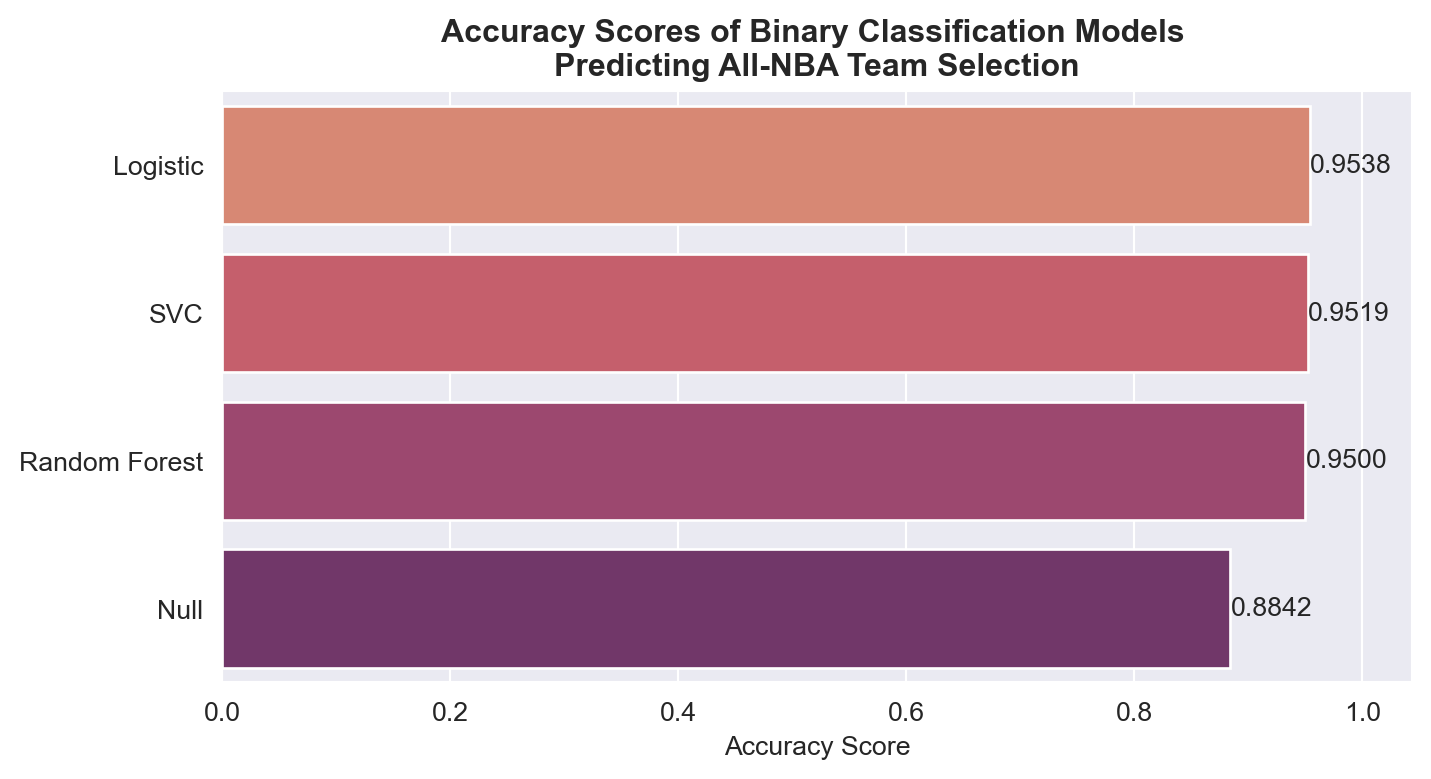 Accuracy Scores of Binary Classification Models
Predicting All-NBA Team Selection
Logistic
0.9538
SVC
0.9519
Random Forest
0.9500
Null
0.8842
0.0 0.2 0.4 0.6 0.8 1.0
Accuracy Score